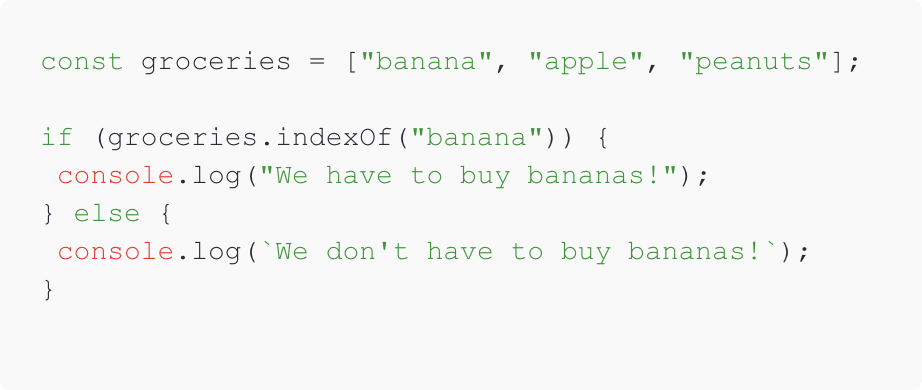 const groceries = ["banana", "apple", "peanuts"];
if (groceries.indexOf("banana")) {
console.log("We have to buy bananas!");
} else {
console.log(`We don't have to buy bananas!`);
}